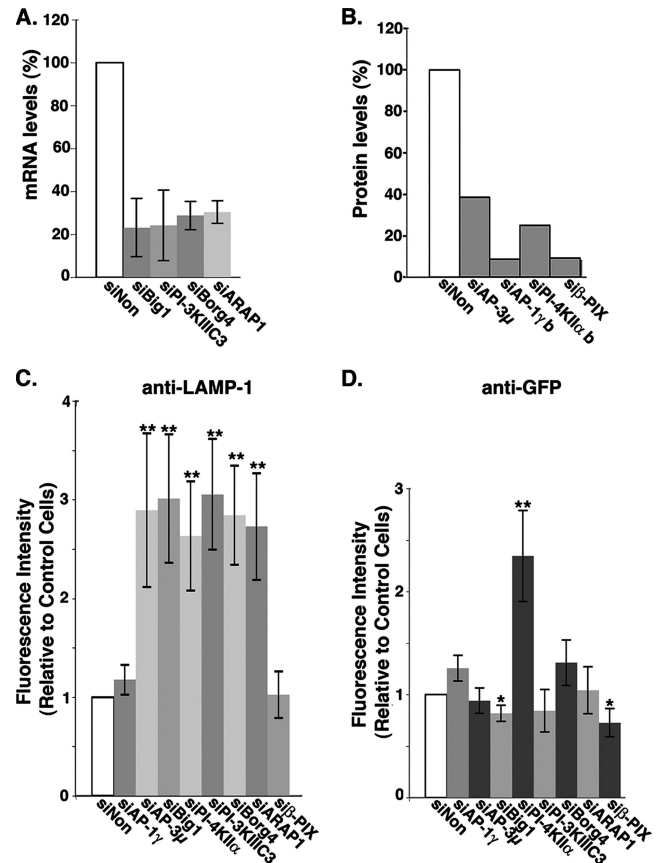 A.
mRNA levels (%)
120
100
80
60
40
20
0
siNon
siBig1
siPI-3KIIIC3
siBorg4
siARAP1
B.
Protein levels (%)
120
100
80
60
40
20
0
siNon
siAP-3μ
siAP-1γ b
siPI-4KIIα b
siβ-PIX
C.
anti-LAMP-1
Fluorescence Intensity
(Relative to Control Cells)
4
3
2
1
0
** ** ** ** ** **
siNon
siAP-1γ
siAP-3μ
siBig1
siPI-4KIIα
siPI-3KIIIC3
siBorg4
siARAP1
siβ-PIX
D.
anti-GFP
Fluorescence Intensity
(Relative to Control Cells)
3
2
1
0
* ** *
siNon
siAP-1γ
siAP-3μ
siBig1
siPI-4KIIα
siPI-3KIIIC3
siBorg4
siARAP1
siβ-PIX